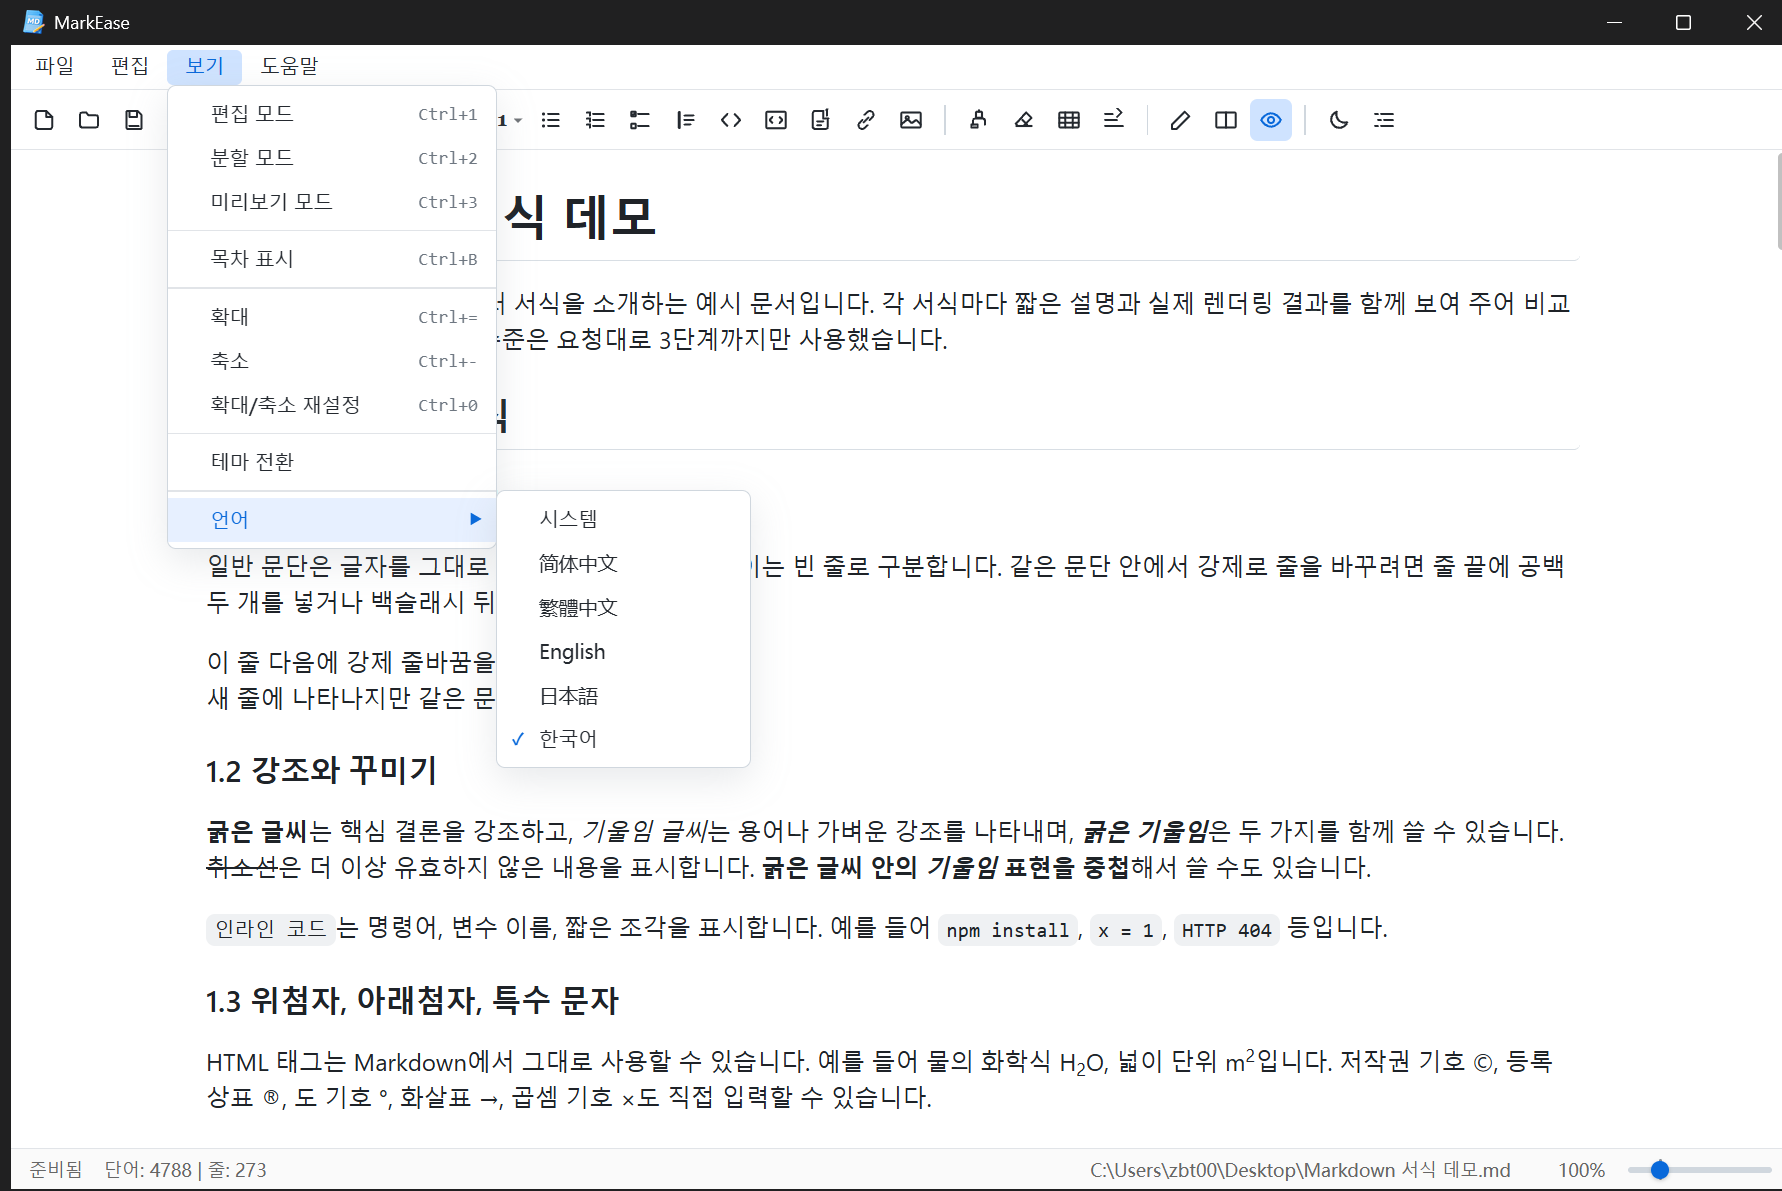 MarkEase
파일 편집 보기 도움말
편집 모드 Ctrl+1
분할 모드 Ctrl+2
미리보기 모드 Ctrl+3
목차 표시 Ctrl+B
확대 Ctrl+=
축소 Ctrl+-
확대/축소 재설정 Ctrl+0
테마 전환
언어
시스템
简体中文
繁體中文
English
日本語
한국어
식 데모
서식을 소개하는 예시 문서입니다. 각 서식마다 짧은 설명과 실제 렌더링 결과를 함께 보여 주어 비교
요청대로 3단계까지만 사용했습니다.
일반 문단은 글자를 그대로 빈 줄로 구분합니다. 같은 문단 안에서 강제로 줄을 바꾸려면 줄 끝에 공백
두 개를 넣거나 백슬래시 뒤
이 줄 다음에 강제 줄바꿈을
새 줄에 나타나지만 같은 문
1.2 강조와 꾸미기
굵은 글씨는 핵심 결론을 강조하고, 기울임 글씨는 용어나 가벼운 강조를 나타내며, 굵은 기울임은 두 가지를 함께 쓸 수 있습니다.
취소선은 더 이상 유효하지 않은 내용을 표시합니다. 굵은 글씨 안의 기울임 표현을 중첩해서 쓸 수도 있습니다.
인라인 코드는 명령어, 변수 이름, 짧은 조각을 표시합니다. 예를 들어 npm install, x = 1, HTTP 404 등입니다.
1.3 위첨자, 아래첨자, 특수 문자
HTML 태그는 Markdown에서 그대로 사용할 수 있습니다. 예를 들어 물의 화학식 H₂O, 넓이 단위 m²입니다. 저작권 기호 ©, 등록
상표 ®, 도 기호 °, 화살표 →, 곱셈 기호 ×도 직접 입력할 수 있습니다.
준비됨 단어: 4788 | 줄: 273 C:\Users\zbt00\Desktop\Markdown 서식 데모.md 100%